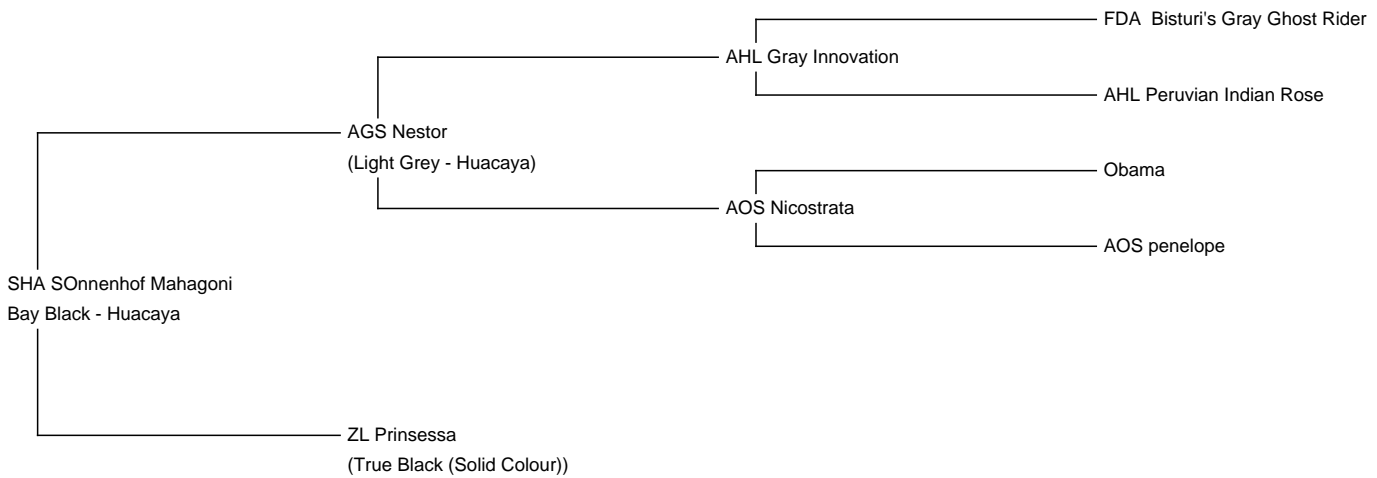 FDA  Bisturi's Gray Ghost Rider
AHL Gray Innovation
AHL Peruvian Indian Rose
AGS Nestor
(Light Grey - Huacaya)
Obama
AOS Nicostrata
AOS penelope
SHA SOnnenhof Mahagoni
Bay Black - Huacaya
ZL Prinsessa
(True Black (Solid Colour))